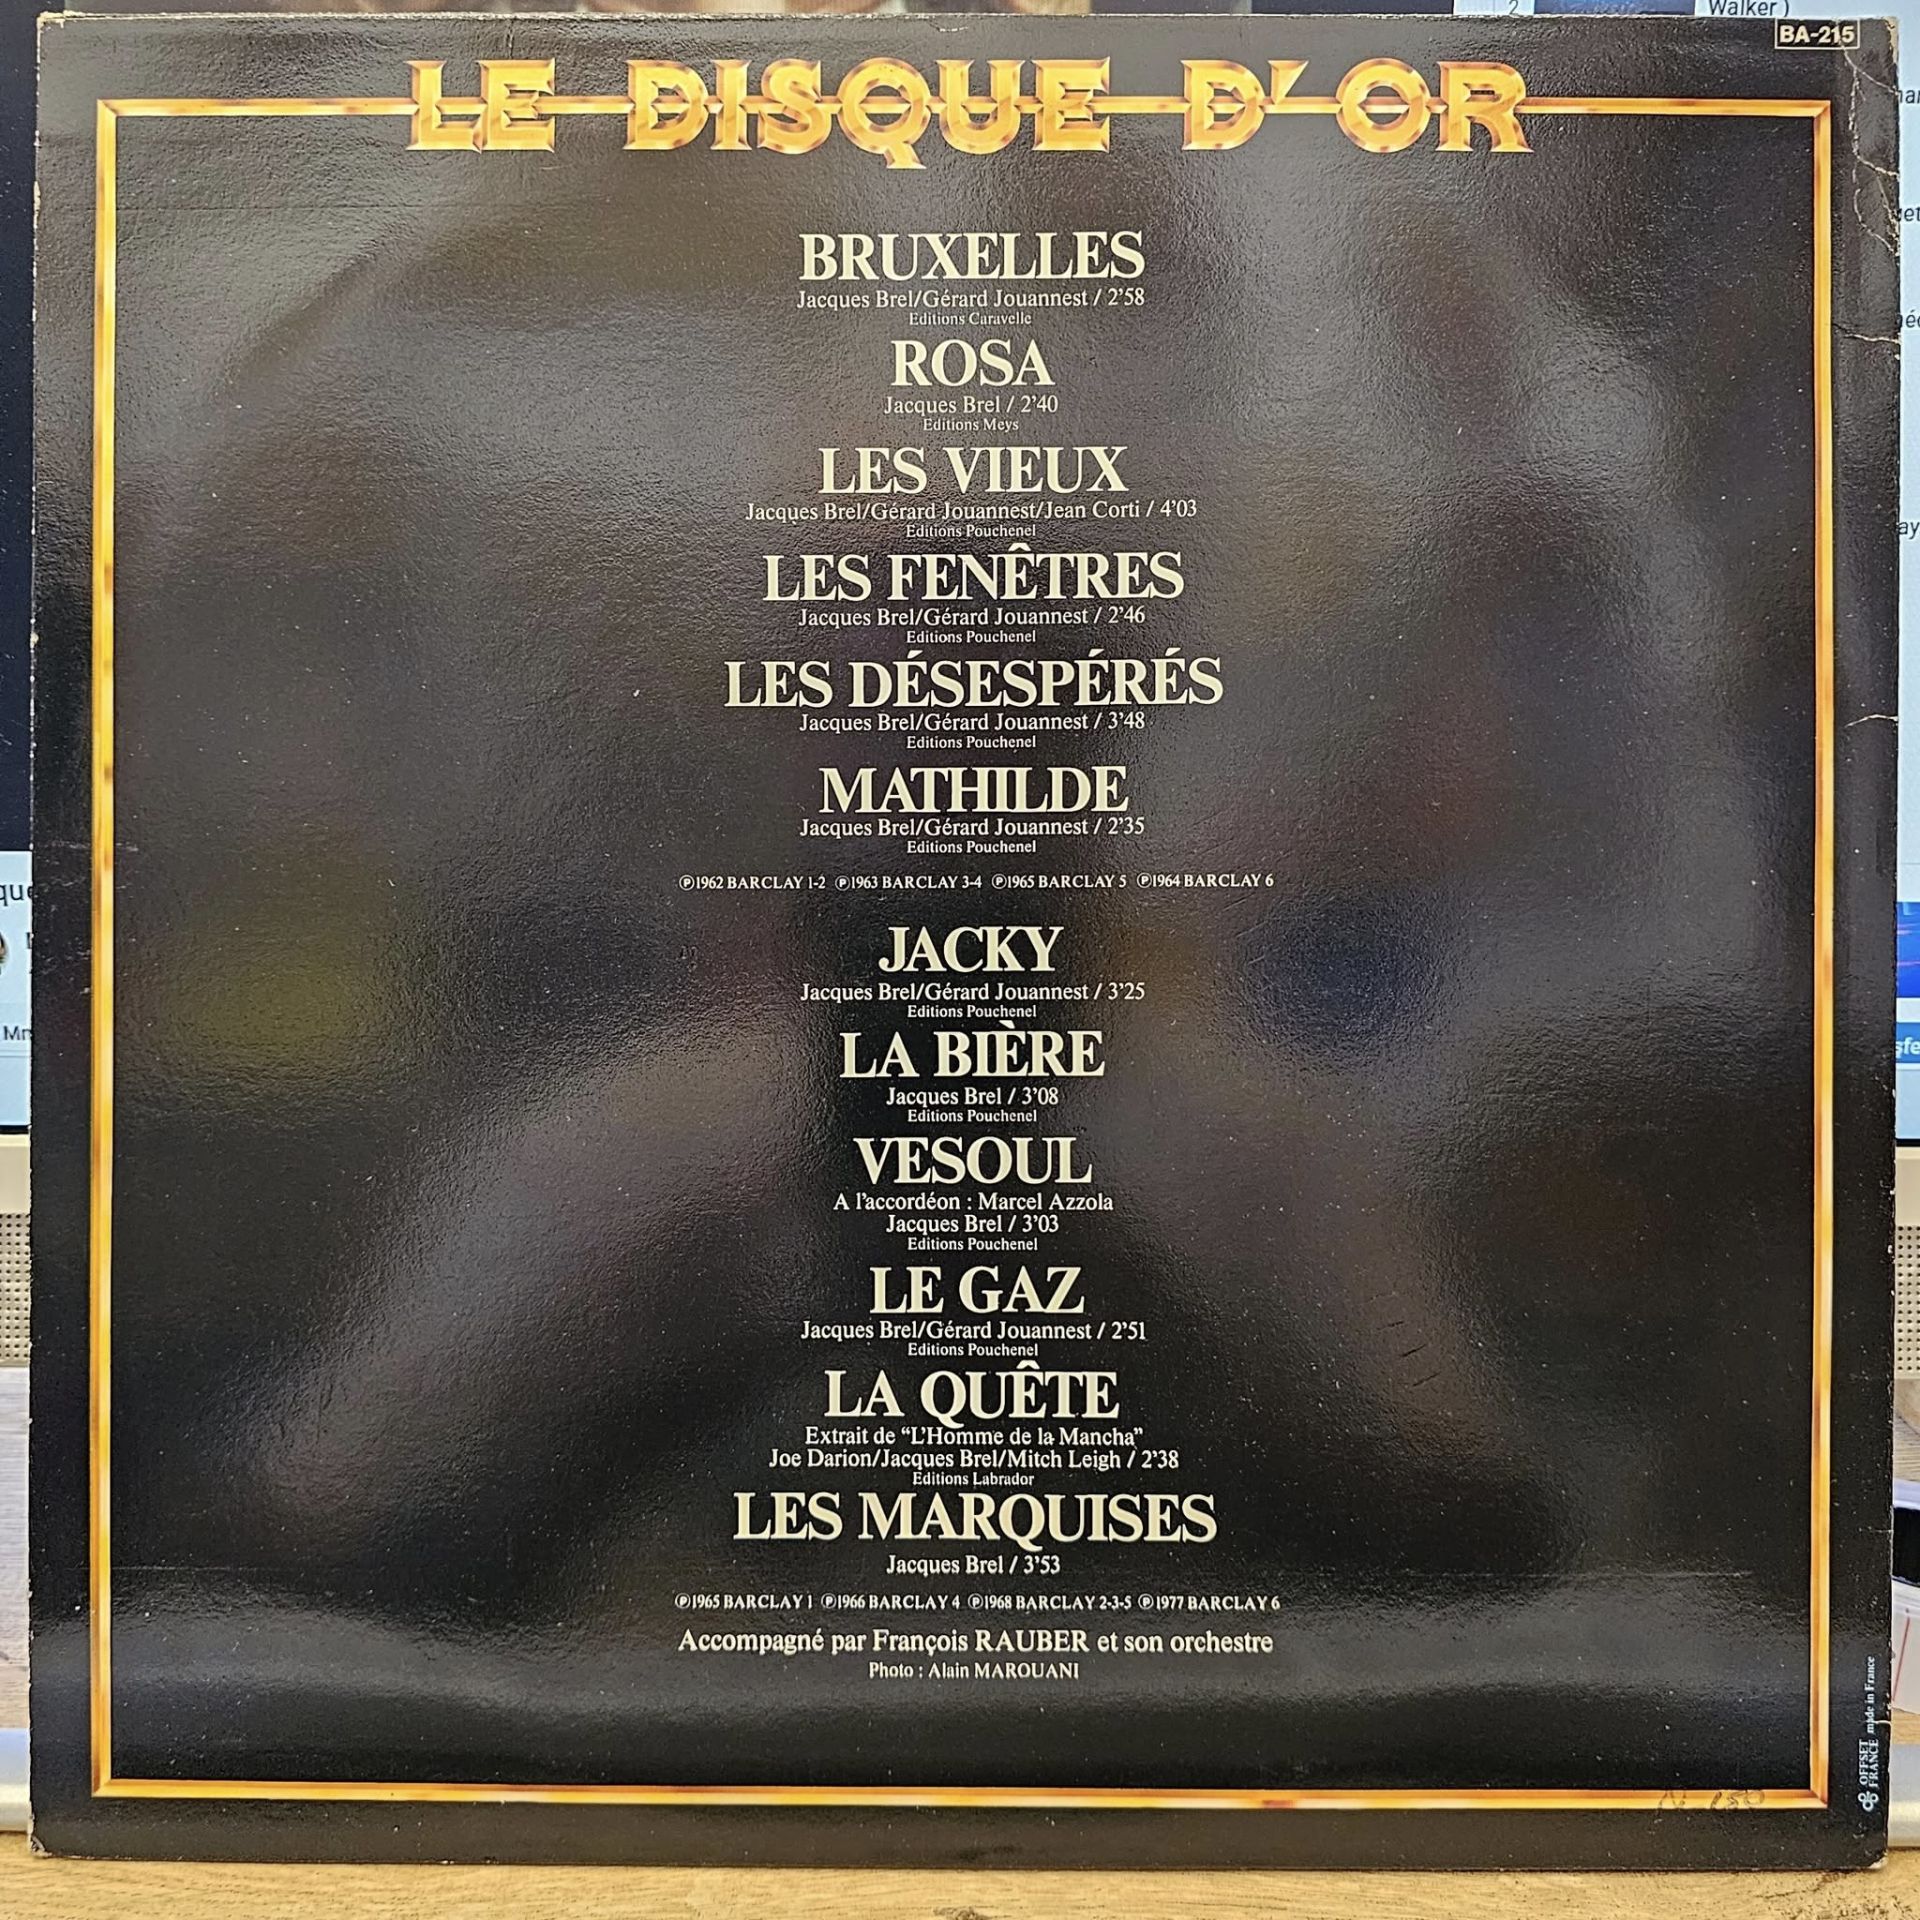 2
Walker )
BA-215
LE DISQUE D'OR
BRUXELLES
Jacques Brel/Gérard Jouannest / 2'58
Editions Caravelle
ROSA
Jacques Brel / 2'40
Editions Meys
LES VIEUX
Jacques Brel/Gérard Jouannest/Jean Corti / 4'03
Editions Pouchenel
LES FENÊTRES
Jacques Brel/Gérard Jouannest / 2'46
Editions Pouchenel
LES DÉSESPÉRÉS
Jacques Brel/Gérard Jouannest / 3'48
Editions Pouchenel
MATHILDE
Jacques Brel/Gérard Jouannest / 2'35
Editions Pouchenel
℗1962 BARCLAY 1-2 ℗1963 BARCLAY 3-4 ℗1965 BARCLAY 5 ℗1964 BARCLAY 6
JACKY
Jacques Brel/Gérard Jouannest / 3'25
Editions Pouchenel
LA BIÈRE
Jacques Brel / 3'08
Editions Pouchenel
VESOUL
A l'accordéon : Marcel Azzola
Jacques Brel / 3'03
Editions Pouchenel
LE GAZ
Jacques Brel/Gérard Jouannest / 2'51
Editions Pouchenel
LA QUÊTE
Extrait de “L'Homme de la Mancha”
Joe Darion/Jacques Brel/Mitch Leigh / 2'38
Editions Labrador
LES MARQUISES
Jacques Brel / 3'53
℗1965 BARCLAY 1 ℗1966 BARCLAY 4 ℗1968 BARCLAY 2-3-5 ℗1977 BARCLAY 6
Accompagné par François RAUBER et son orchestre
Photo : Alain MAROUANI
OFFSET
FRANCE made in France